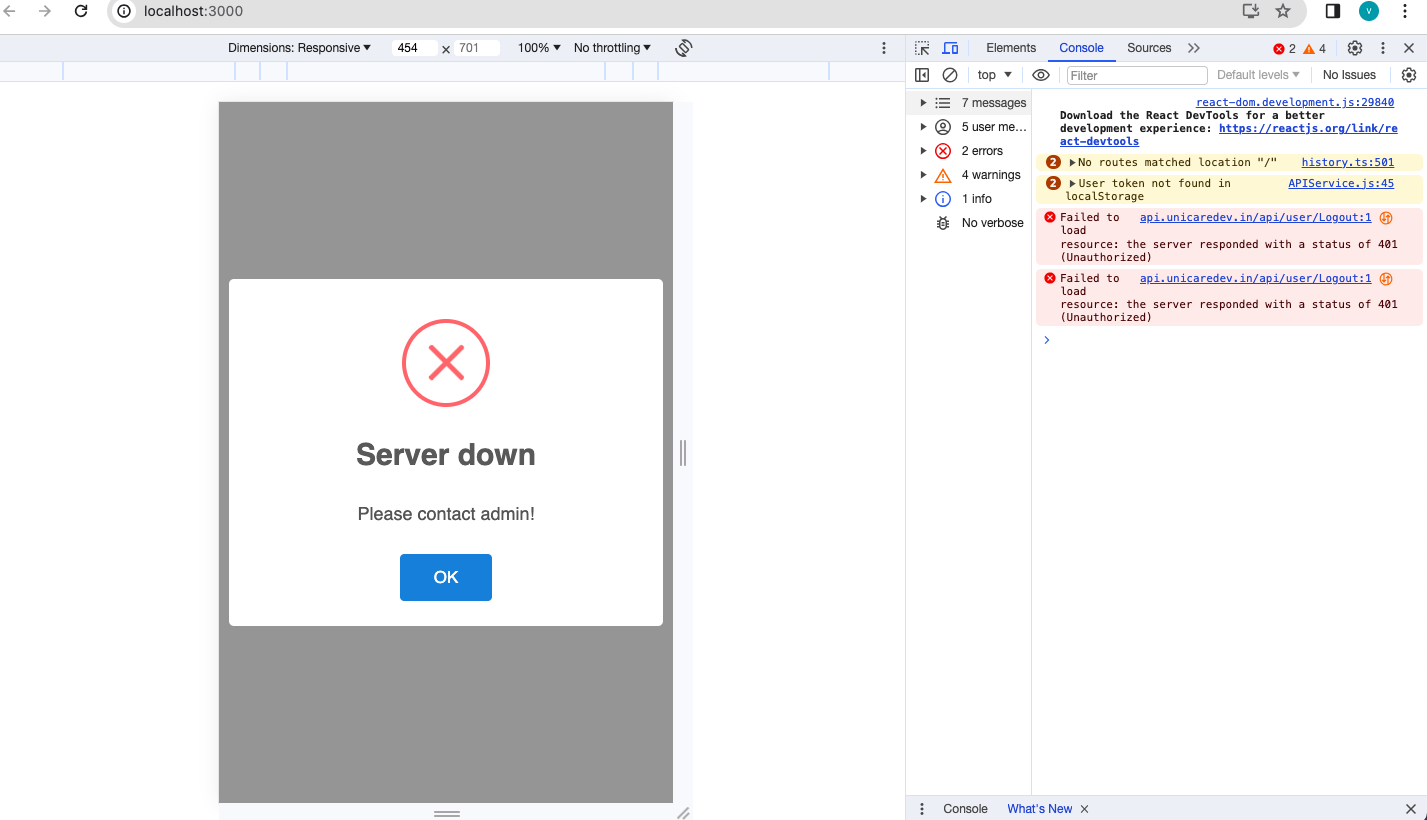 localhost:3000
V
Dimensions: Responsive 454 x 701 100% No throttling
Elements Console Sources 2 4
top Filter Default levels No Issues
7 messages
5 user me...
2 errors
4 warnings
1 info
No verbose
react-dom.development.js:29840
Download the React DevTools for a better
development experience: https://reactjs.org/link/re
act-devtools
2 No routes matched location "/" history.ts:501
2 User token not found in APIService.js:45
localStorage
Failed to api.unicaredev.in/api/user/Logout:1
load
resource: the server responded with a status of 401
(Unauthorized)
Failed to api.unicaredev.in/api/user/Logout:1
load
resource: the server responded with a status of 401
(Unauthorized)
Server down
Please contact admin!
OK
Console What's New